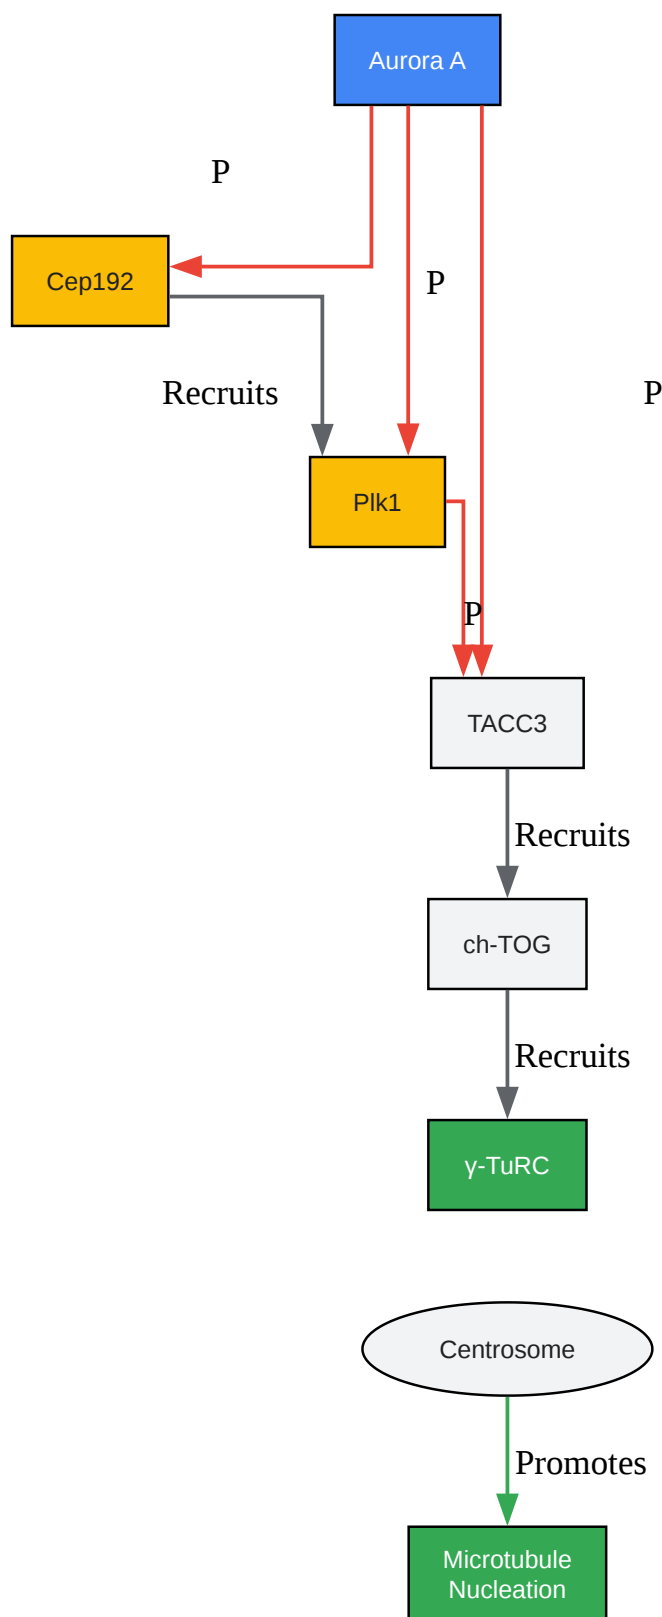 Aurora A
P
Cep192
P
Recruits
P
Plk1
P
TACC3
Recruits
ch-TOG
Recruits
γ-TuRC
Centrosome
Promotes
Microtubule
Nucleation